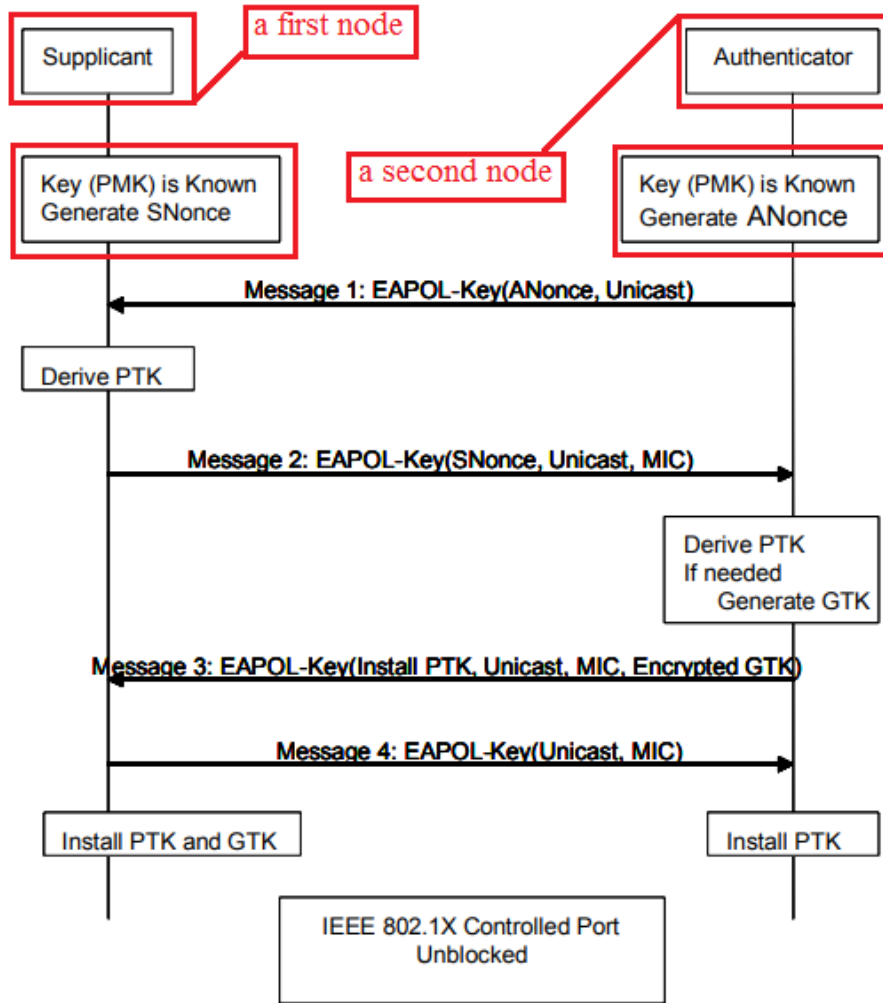 a first node
Supplicant
Authenticator
a second node
Key (PMK) is Known
Generate SNonce
Key (PMK) is Known
Generate ANonce
Message 1: EAPOL-Key(ANonce, Unicast)
Derive PTK
Message 2: EAPOL-Key(SNonce, Unicast, MIC)
Derive PTK
If needed
Generate GTK
Message 3: EAPOL-Key(Install PTK, Unicast, MIC, Encrypted GTK)
Message 4: EAPOL-Key(Unicast, MIC)
Install PTK and GTK
Install PTK
IEEE 802.1X Controlled Port
Unblocked